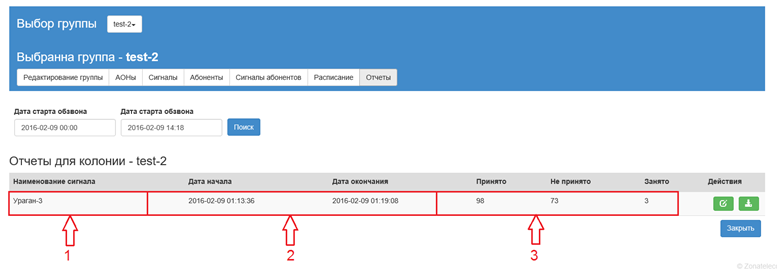 Выбор группы test-2
Выбранна группа - test-2
Редактирование группы АОНы Сигналы Абоненты Сигналы абонентов Расписание Отчеты
Дата старта обзвона Дата старта обзвона
2016-02-09 00:00 2016-02-09 14:18 Поиск
Отчеты для колонии - test-2
Наименование сигнала Дата начала Дата окончания Принято Не принято Занято Действия
Ураган-3 2016-02-09 01:13:36 2016-02-09 01:19:08 98 73 3
Закрыть
1 2 3
© Zonatelecom